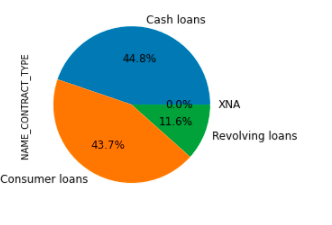 Cash loans
44.8%
NAME_CONTRACT_TYPE
0.0%
XNA
11.6%
Revolving loans
43.7%
Consumer loans